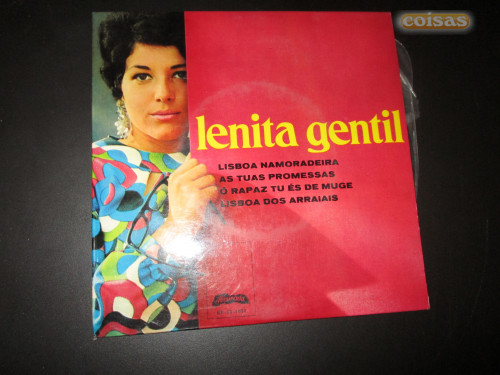 coisas
lenita gentil
LISBOA NAMORADEIRA
AS TUAS PROMESSAS
Ó RAPAZ TU ÉS DE MUGE
LISBOA DOS ARRAIAIS